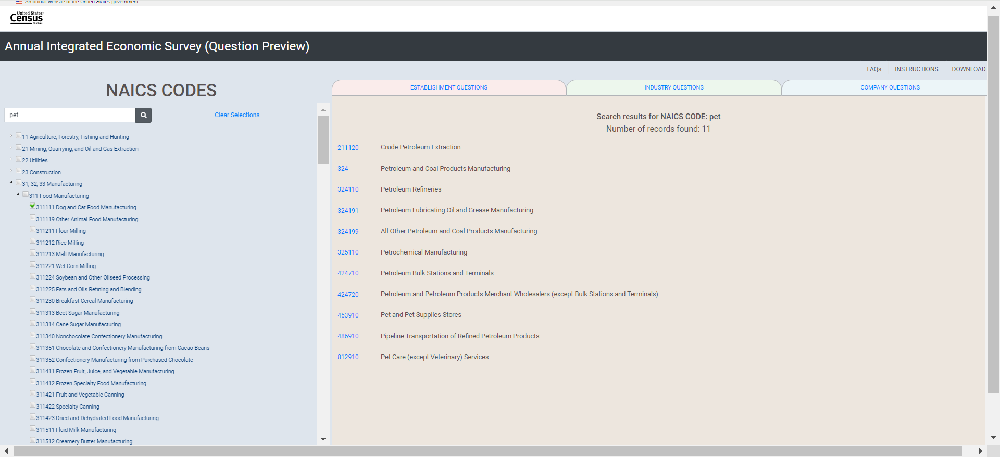 An official website of the United States government
United States®
Census
Bureau
Annual Integrated Economic Survey (Question Preview)
FAQs INSTRUCTIONS DOWNLOAD
NAICS CODES
ESTABLISHMENT QUESTIONS INDUSTRY QUESTIONS COMPANY QUESTIONS
pet
Clear Selections
11 Agriculture, Forestry, Fishing and Hunting
21 Mining, Quarrying, and Oil and Gas Extraction
22 Utilities
23 Construction
31, 32, 33 Manufacturing
311 Food Manufacturing
311111 Dog and Cat Food Manufacturing
311119 Other Animal Food Manufacturing
311211 Flour Milling
311212 Rice Milling
311213 Malt Manufacturing
311221 Wet Corn Milling
311224 Soybean and Other Oilseed Processing
311225 Fats and Oils Refining and Blending
311230 Breakfast Cereal Manufacturing
311313 Beet Sugar Manufacturing
311314 Cane Sugar Manufacturing
311340 Nonchocolate Confectionery Manufacturing
311351 Chocolate and Confectionery Manufacturing from Cacao Beans
311352 Confectionery Manufacturing from Purchased Chocolate
311411 Frozen Fruit, Juice, and Vegetable Manufacturing
311412 Frozen Specialty Food Manufacturing
311421 Fruit and Vegetable Canning
311422 Specialty Canning
311423 Dried and Dehydrated Food Manufacturing
311511 Fluid Milk Manufacturing
311512 Creamery Butter Manufacturing
Search results for NAICS CODE: pet
Number of records found: 11
211120 Crude Petroleum Extraction
324 Petroleum and Coal Products Manufacturing
324110 Petroleum Refineries
324191 Petroleum Lubricating Oil and Grease Manufacturing
324199 All Other Petroleum and Coal Products Manufacturing
325110 Petrochemical Manufacturing
424710 Petroleum Bulk Stations and Terminals
424720 Petroleum and Petroleum Products Merchant Wholesalers (except Bulk Stations and Terminals)
453910 Pet and Pet Supplies Stores
486910 Pipeline Transportation of Refined Petroleum Products
812910 Pet Care (except Veterinary) Services